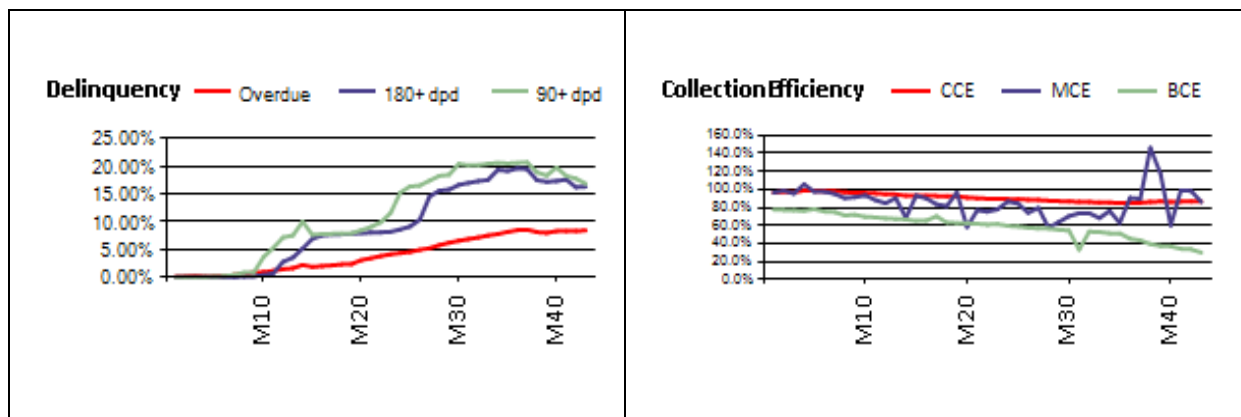 Delinquency Overdue 180+ dpd 90+ dpd
25.00%
20.00%
15.00%
10.00%
5.00%
0.00%
M10
M20
M30
M40
Collection Efficiency CCE MCE BCE
160.0%
140.0%
120.0%
100.0%
80.0%
60.0%
40.0%
20.0%
0.0%
M10
M20
M30
M40